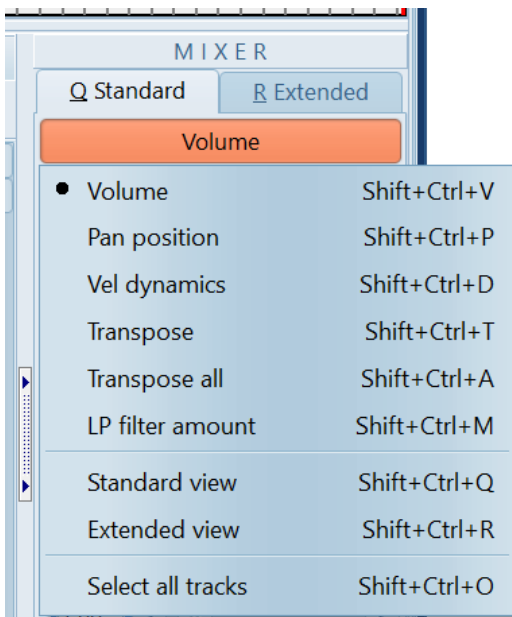 MIXER
Q Standard R Extended
Volume
Volume Shift+Ctrl+V
Pan position Shift+Ctrl+P
Vel dynamics Shift+Ctrl+D
Transpose Shift+Ctrl+T
Transpose all Shift+Ctrl+A
LP filter amount Shift+Ctrl+M
Standard view Shift+Ctrl+Q
Extended view Shift+Ctrl+R
Select all tracks Shift+Ctrl+O